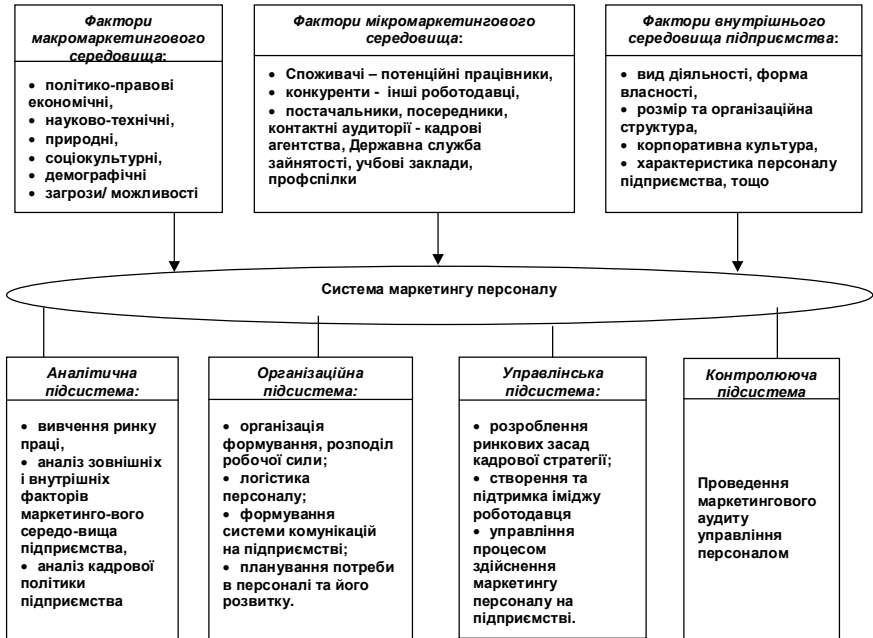 Фактори
макромаркетингового
середовища:
• політико-правові
економічні,
• науково-технічні,
• природні,
• соціокультурні,
• демографічні
• загрози/ можливості
Фактори мікромаркетингового
середовища:
• Споживачі – потенційні працівники,
• конкуренти - інші роботодавці,
• постачальники, посередники,
контактні аудиторії - кадрові
агентства, Державна служба
зайнятості, учбові заклади,
профспілки
Фактори внутрішнього
середовища підприємства:
• вид діяльності, форма
власності,
• розмір та організаційна
структура,
• корпоративна культура,
• характеристика персоналу
підприємства, тощо
Система маркетингу персоналу
Аналітична
підсистема:
• вивчення ринку
праці,
• аналіз зовнішніх
і внутрішніх
факторів
маркетинго-вого
середо-вища
підприємства,
• аналіз кадрової
політики
підприємства
Організаційна
підсистема:
• організація
формування, розподіл
робочої сили;
• логістика
персоналу;
• формування
системи комунікацій
на підприємстві;
• планування потреби
в персоналі та його
розвитку.
Управлінська
підсистема:
• розроблення
ринкових засад
кадрової стратегії;
• створення та
підтримка іміджу
роботодавця
• управління
процесом
здійснення
маркетингу
персоналу на
підприємстві.
Контролююча
підсистема
Проведення
маркетингового
аудиту
управління
персоналом